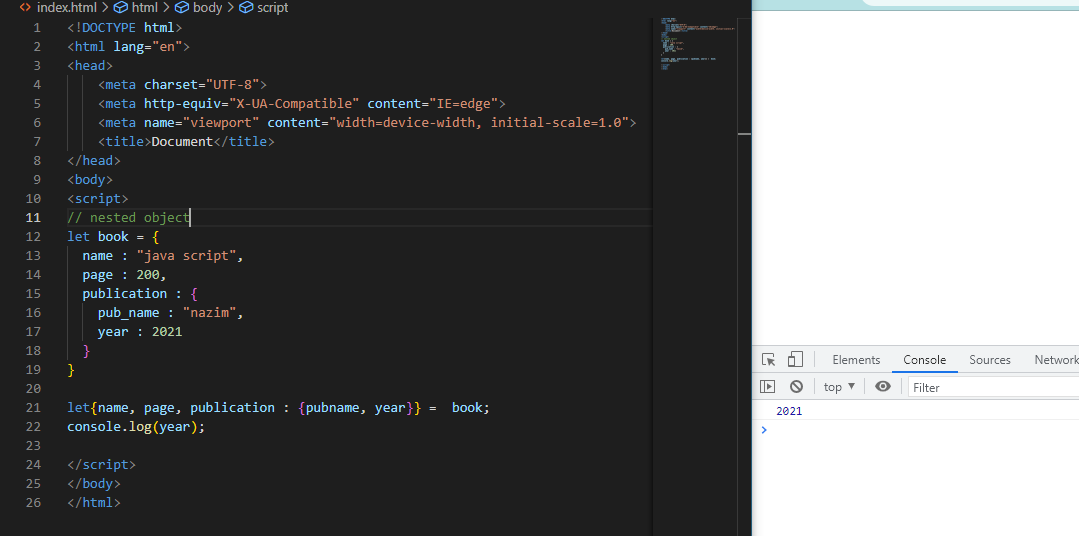 index.html > html > body > script
1 <!DOCTYPE html>
2 <html lang="en">
3 <head>
4     <meta charset="UTF-8">
5     <meta http-equiv="X-UA-Compatible" content="IE=edge">
6     <meta name="viewport" content="width=device-width, initial-scale=1.0">
7     <title>Document</title>
8 </head>
9 <body>
10 <script>
11 // nested object
12 let book = {
13   name : "java script",
14   page : 200,
15   publication : {
16     pub_name : "nazim",
17     year : 2021
18   }
19 }
20
21 let{name, page, publication : {pubname, year}} =  book;
22 console.log(year);
23
24 </script>
25 </body>
26 </html>
Elements Console Sources Network
top Filter
2021